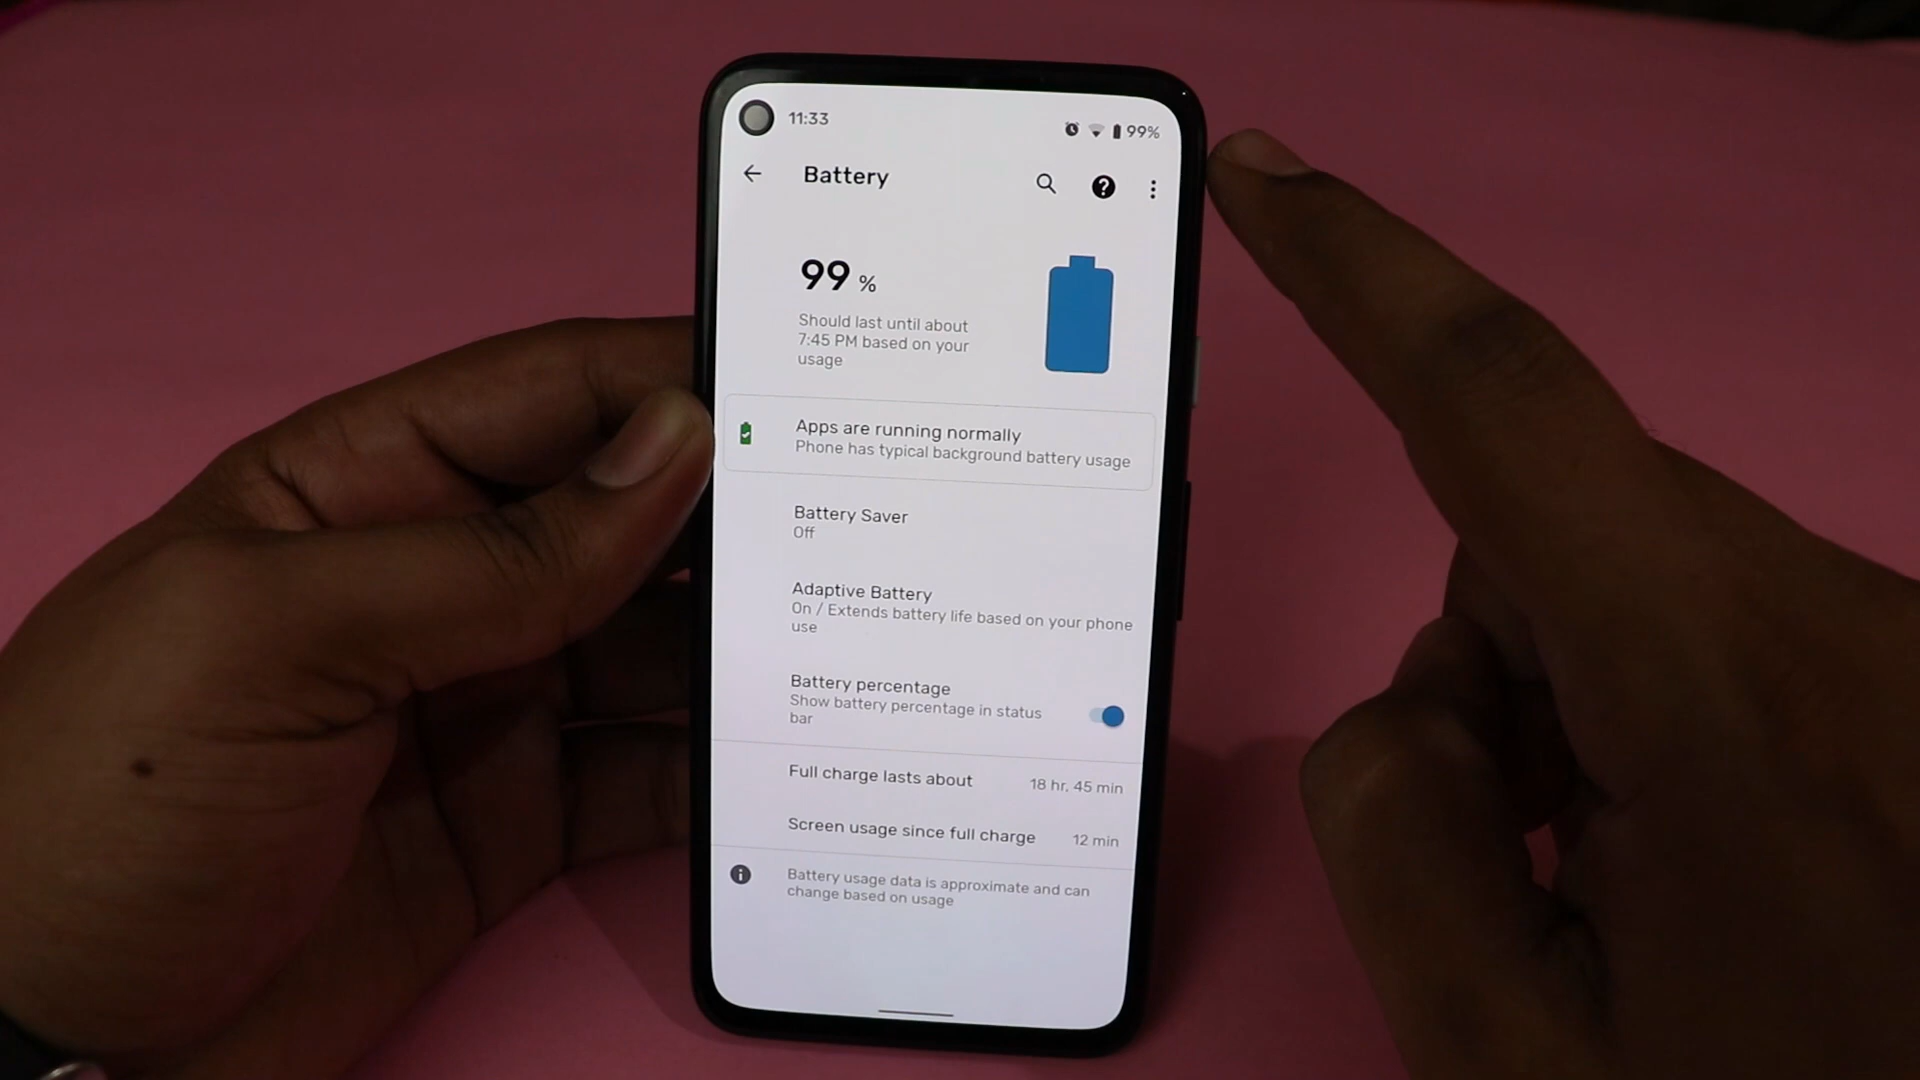 11:33
99%
Battery
99 %
Should last until about
7:45 PM based on your
usage
Apps are running normally
Phone has typical background battery usage
Battery Saver
Off
Adaptive Battery
On / Extends battery life based on your phone
use
Battery percentage
Show battery percentage in status
bar
Full charge lasts about 18 hr, 45 min
Screen usage since full charge 12 min
Battery usage data is approximate and can
change based on usage